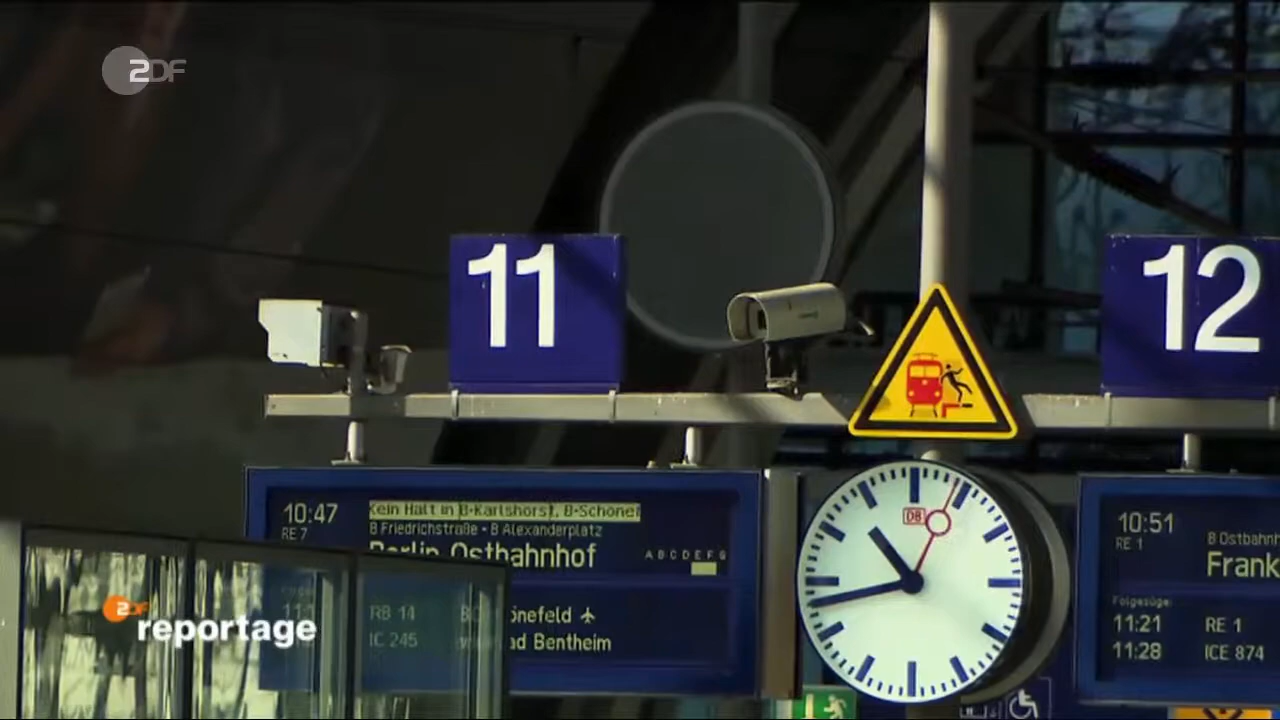 ZDF
11
12
10:47
RE 7
Kein Halt in B-Karlshorst, B-Schönef
B Friedrichstraße • B Alexanderplatz
Berlin Ostbahnhof
A B C D E F G
RB 14
önefeld
IC 245
ad Bentheim
DB
10:51
RE 1
B Ostbahnh
Frank
Folgezüge:
11:21
RE 1
11:28
ICE 874
ZDF
reportage